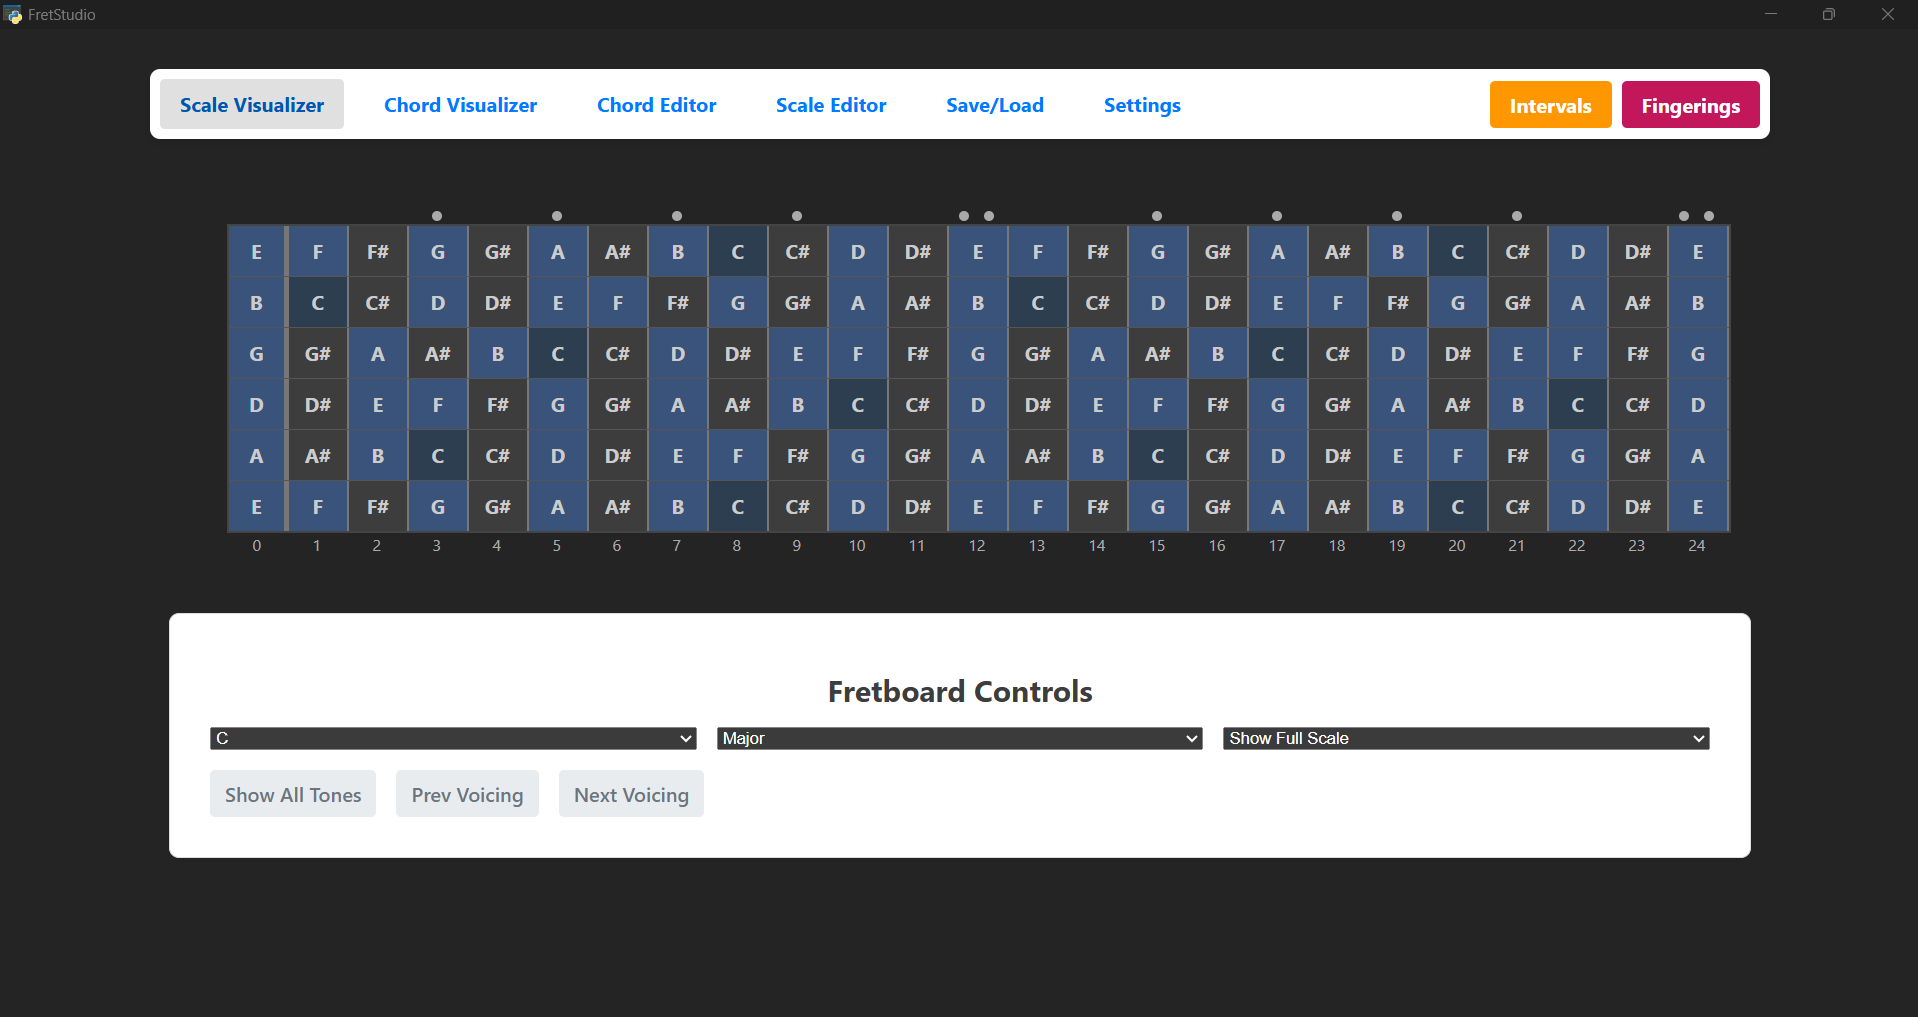 FretStudio
Scale Visualizer Chord Visualizer Chord Editor Scale Editor Save/Load Settings Intervals Fingerings
E F F# G G# A A# B C C# D D# E F F# G G# A A# B C C# D D# E
B C C# D D# E F F# G G# A A# B C C# D D# E F F# G G# A A# B
G G# A A# B C C# D D# E F F# G G# A A# B C C# D D# E F F# G
D D# E F F# G G# A A# B C C# D D# E F F# G G# A A# B C C# D
A A# B C C# D D# E F F# G G# A A# B C C# D D# E F F# G G# A
E F F# G G# A A# B C C# D D# E F F# G G# A A# B C C# D D# E
0 1 2 3 4 5 6 7 8 9 10 11 12 13 14 15 16 17 18 19 20 21 22 23 24
Fretboard Controls
C Major Show Full Scale
Show All Tones Prev Voicing Next Voicing